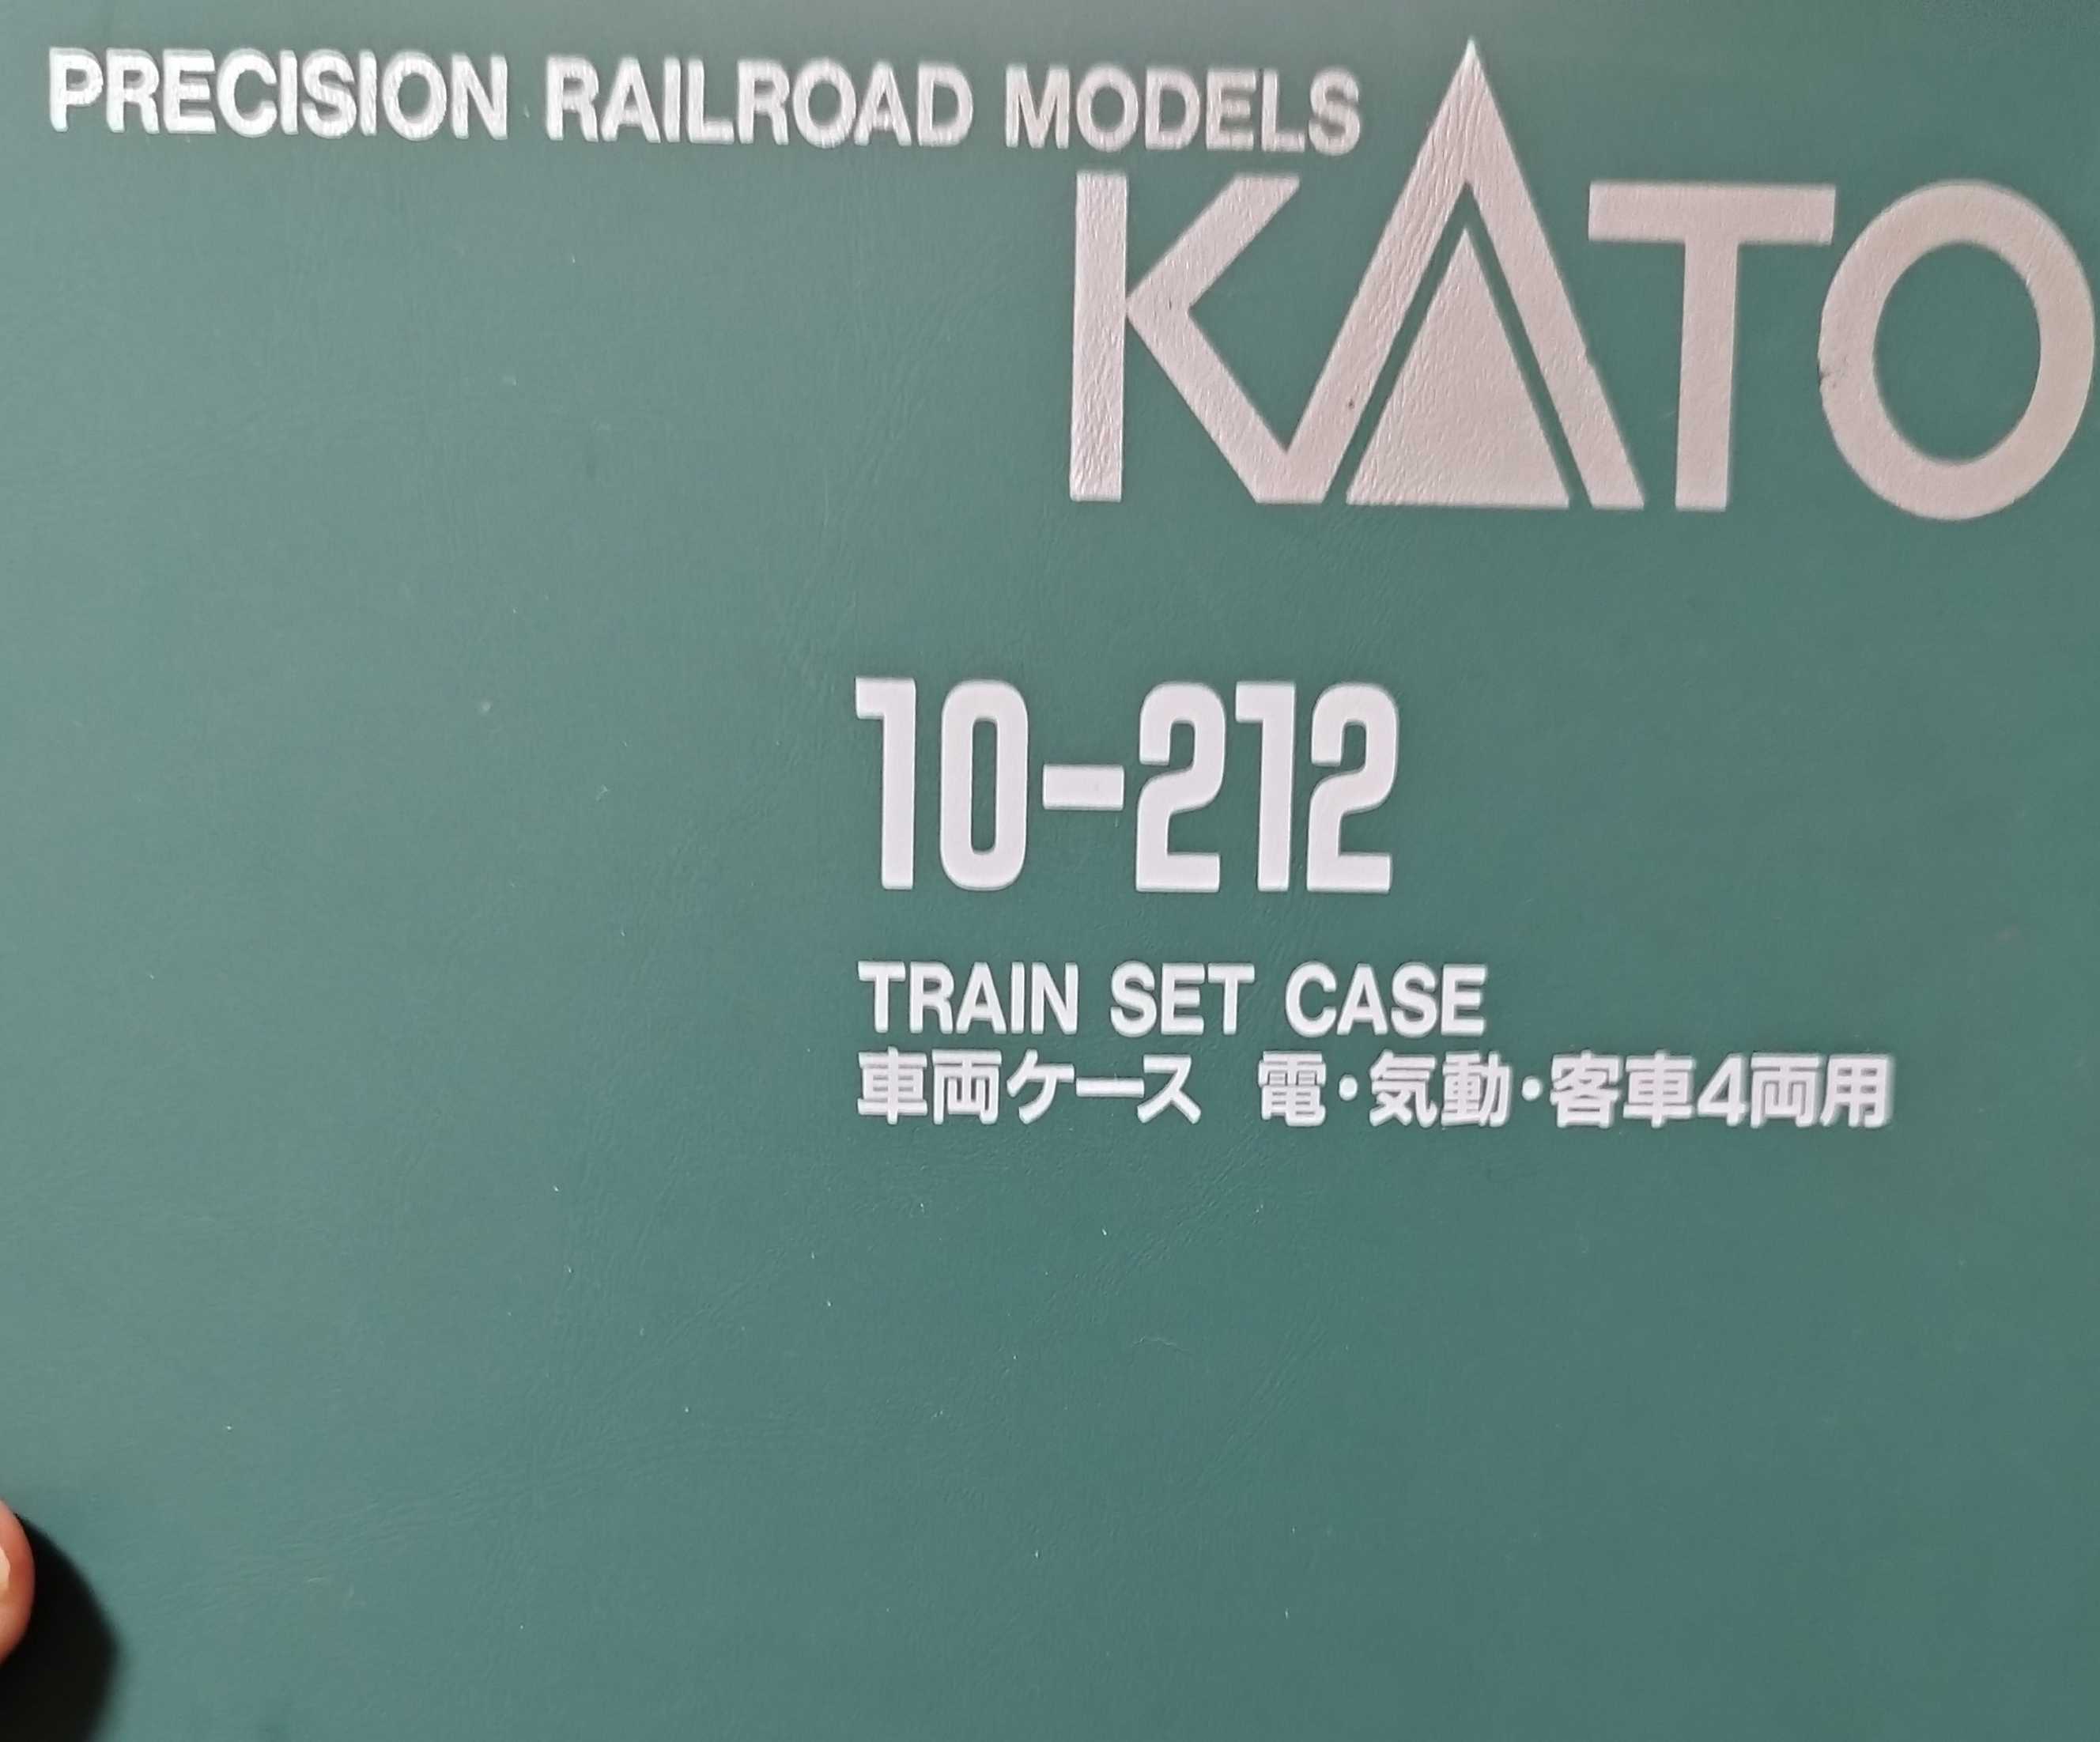 PRECISION RAILROAD MODELS
KATO
10-212
TRAIN SET CASE
車両ケース 電・気動・客車4両用